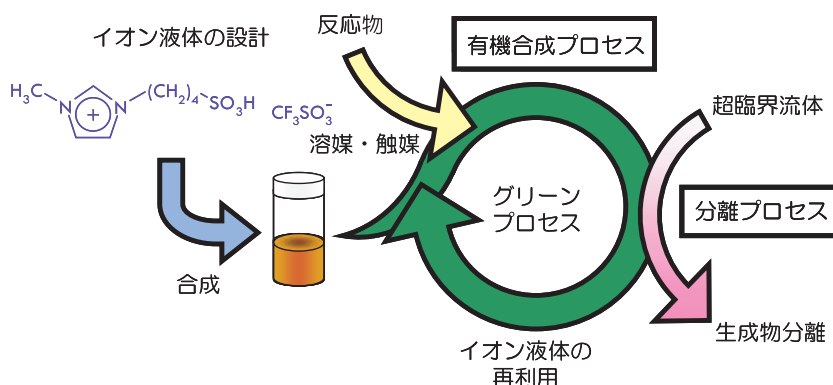 イオン液体の設計
H₃C
N
N
+
(CH₂)₄
SO₃H
CF₃SO₃⁻
合成
反応物
溶媒・触媒
有機合成プロセス
グリーン
プロセス
超臨界流体
分離プロセス
生成物分離
イオン液体の
再利用